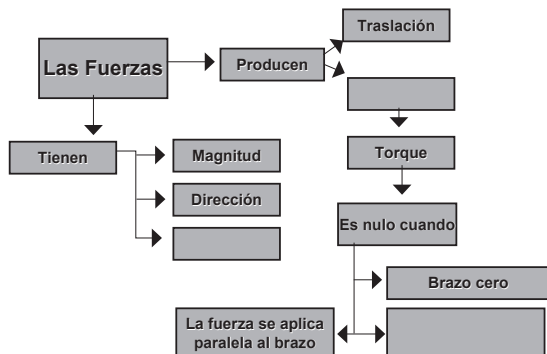 Traslación
Las Fuerzas
Producen
Tienen
Magnitud
Torque
Dirección
Es nulo cuando
Brazo cero
La fuerza se aplica
paralela al brazo